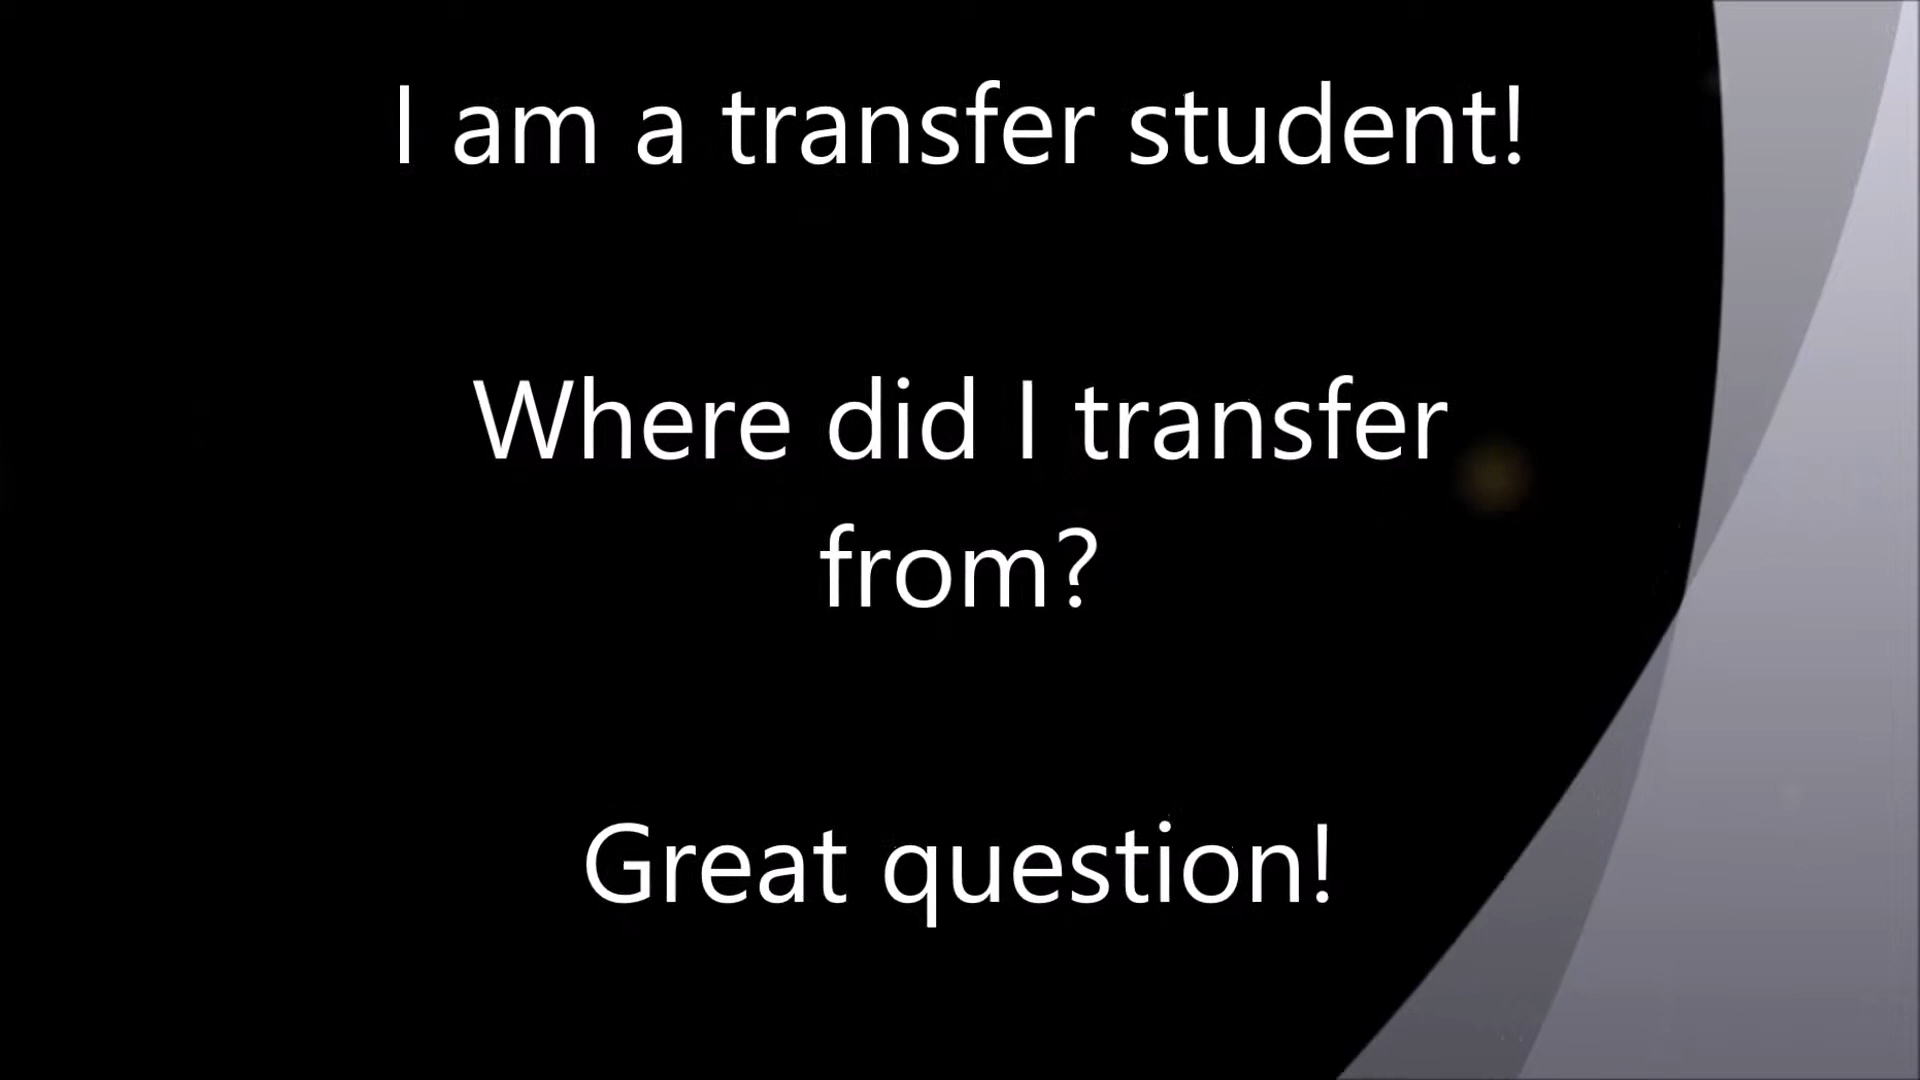 I am a transfer student!
Where did I transfer
from?
Great question!